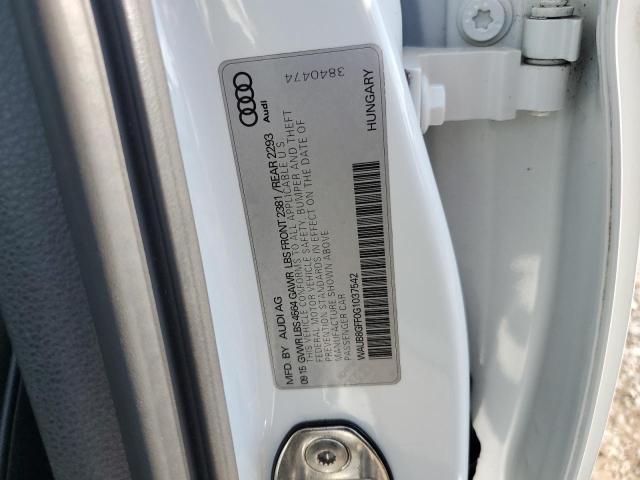 MFD. BY AUDI AG
09 15 GVWR LBS 4564 GAWR LBS FRONT 2381 / REAR 2293
THIS VEHICLE CONFORMS TO ALL APPLICABLE U.S.
FEDERAL MOTOR VEHICLE SAFETY, BUMPER AND THEFT
PREVENTION STANDARDS IN EFFECT ON THE DATE OF
MANUFACTURE SHOWN ABOVE
PASSENGER CAR
WAUB8GFF0G1037542
HUNGARY
Audi
3840474